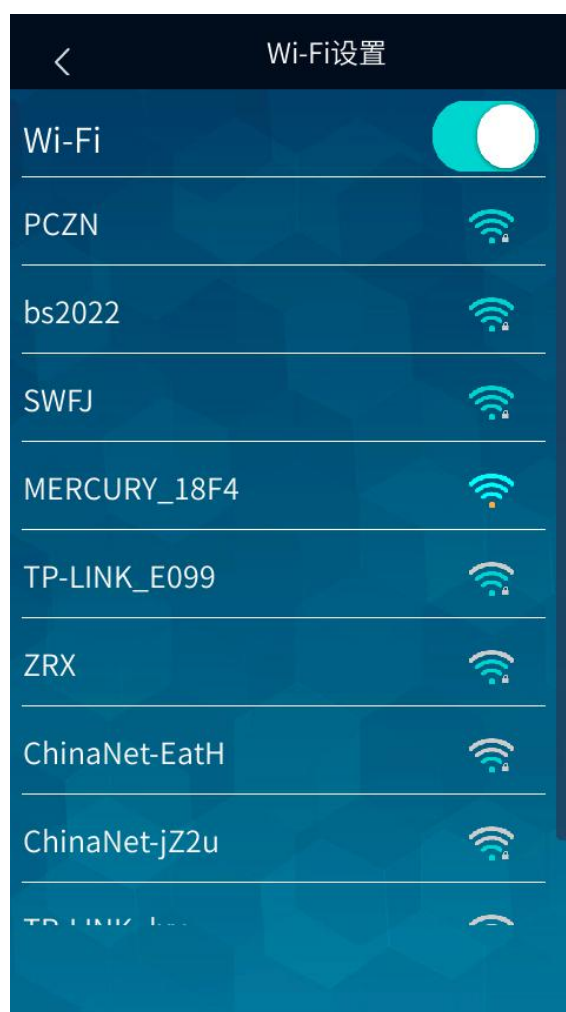 Wi-Fi设置
Wi-Fi
PCZN
bs2022
SWFJ
MERCURY_18F4
TP-LINK_E099
ZRX
ChinaNet-EatH
ChinaNet-jZ2u